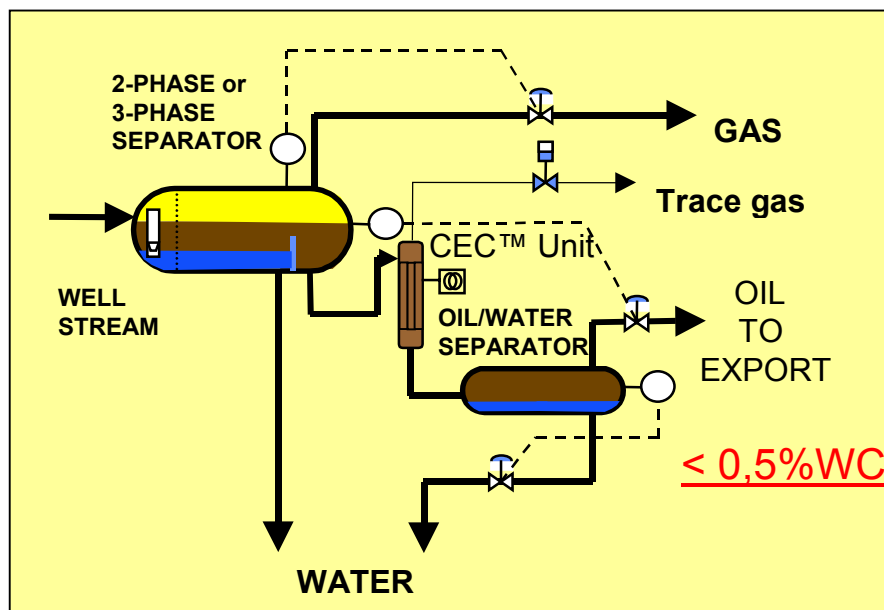 2-PHASE or
3-PHASE
SEPARATOR
GAS
Trace gas
CEC™ Unit
WELL
STREAM
OIL/WATER
SEPARATOR
OIL
TO
EXPORT
< 0,5%WC
WATER